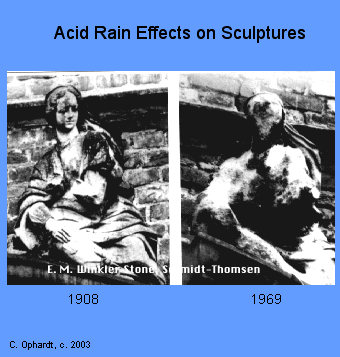 Acid Rain Effects on Sculptures
E. M. Winkler Stone, Schmidt-Thomsen
1908
1969
C. Ophardt, c. 2003